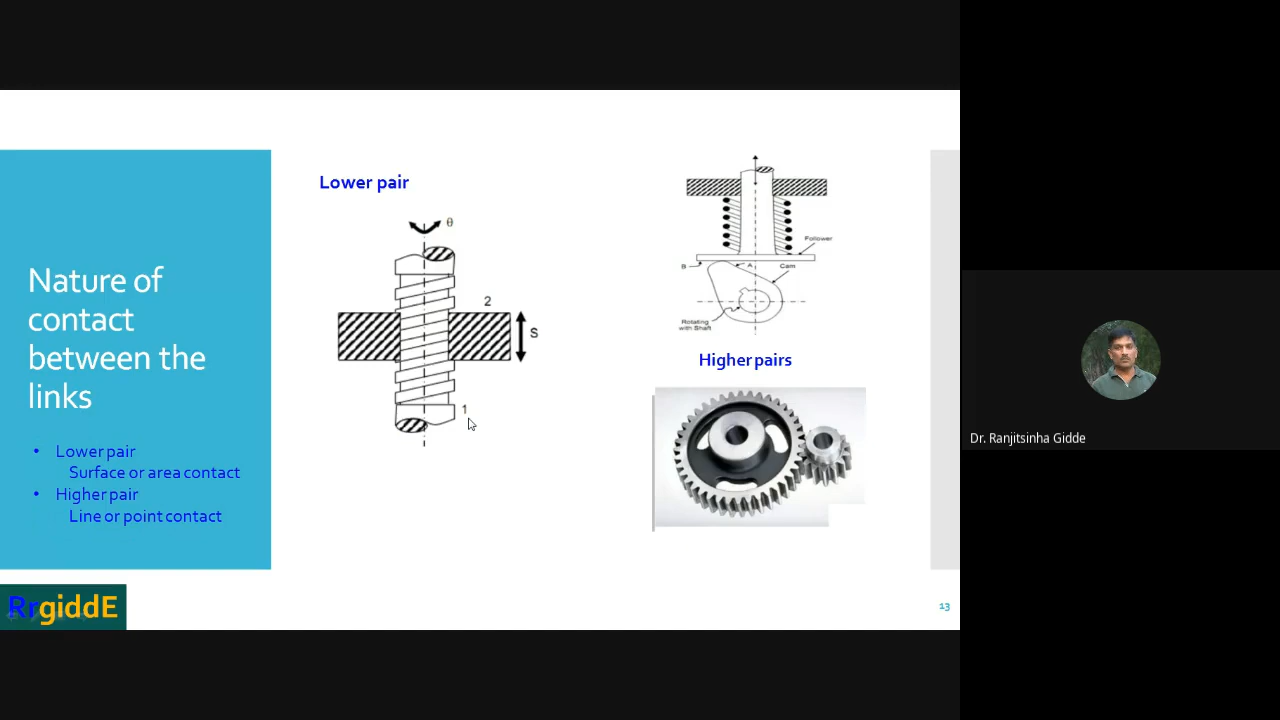 Nature of
contact
between the
links
• Lower pair
Surface or area contact
• Higher pair
Line or point contact
Lower pair
θ
2
S
1
Follower
B
A
Cam
Rotating
with Shaft
Higher pairs
RrgiddE
13
Dr. Ranjitsinha Gidde